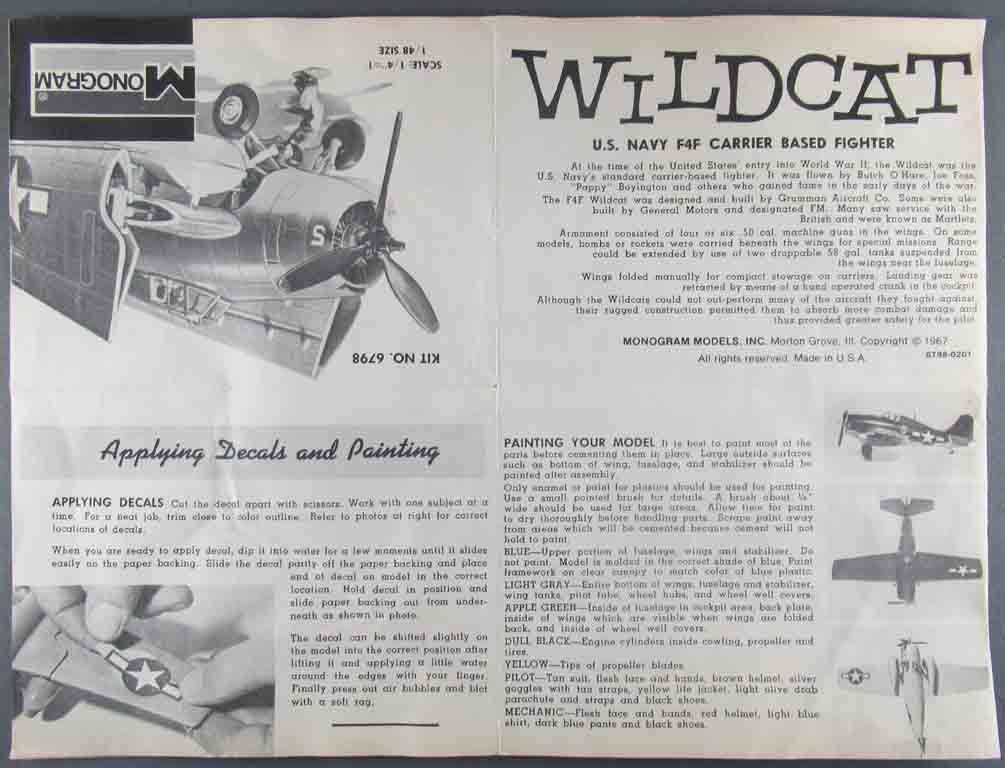 MONOGRAM
®
SCALE: 1/4"=1'
1/48 SIZE
S
KIT NO. 6798
WILDCAT
U.S. NAVY F4F CARRIER BASED FIGHTER
At the time of the United States' entry into World War II, the Wildcat was the
U.S. Navy's standard carrier-based fighter. It was flown by Butch O'Hare, Joe Foss,
"Pappy" Boyington and others who gained fame in the early days of the war.
The F4F Wildcat was designed and built by Grumman Aircraft Co. Some were also
built by General Motors and designated FM. Many saw service with the
British and were known as Martlets.
Armament consisted of four or six .50 cal. machine guns in the wings. On some
models, bombs or rockets were carried beneath the wings for special missions. Range
could be extended by use of two droppable 58 gal. tanks suspended from
the wings near the fuselage.
Wings folded manually for compact stowage on carriers. Landing gear was
retracted by means of a hand operated crank in the cockpit.
Although the Wildcats could not out-perform many of the aircraft they fought against,
their rugged construction permitted them to absorb more combat damage and
thus provided greater safety for the pilot.
MONOGRAM MODELS, INC. Morton Grove, Ill. Copyright © 1967
All rights reserved. Made in U.S.A. 6798-0201
Applying Decals and Painting
APPLYING DECALS Cut the decal apart with scissors. Work with one subject at a
time. For a neat job, trim close to color outline. Refer to photos at right for correct
locations of decals.
When you are ready to apply decal, dip it into water for a few moments until it slides
easily on the paper backing. Slide the decal partly off the paper backing and place
end of decal on model in the correct
location. Hold decal in position and
slide paper backing out from under-
neath as shown in photo.
The decal can be shifted slightly on
the model into the correct position after
lifting it and applying a little water
around the edges with your finger.
Finally press out air bubbles and blot
with a soft rag.
PAINTING YOUR MODEL It is best to paint most of the
parts before cementing them in place. Large outside surfaces
such as bottom of wing, fuselage, and stabilizer should be
painted after assembly.
Only enamel or paint for plastics should be used for painting.
Use a small pointed brush for details. A brush about ¼"
wide should be used for large areas. Allow time for paint
to dry thoroughly before handling parts. Scrape paint away
from areas which will be cemented because cement will not
hold to paint.
BLUE—Upper portion of fuselage, wings and stabilizer. Do
not paint. Model is molded in the correct shade of blue. Paint
framework on clear canopy to match color of blue plastic.
LIGHT GRAY—Entire bottom of wings, fuselage and stabilizer,
wing tanks, pitot tube, wheel hubs, and wheel well covers.
APPLE GREEN—Inside of fuselage in cockpit area, back plate,
inside of wings which are visible when wings are folded
back, and inside of wheel well covers.
DULL BLACK—Engine cylinders inside cowling, propeller and
tires.
YELLOW—Tips of propeller blades.
PILOT—Tan suit, flesh face and hands, brown helmet, silver
goggles with tan straps, yellow life jacket, light olive drab
parachute and straps and black shoes.
MECHANIC—Flesh face and hands, red helmet, light blue
shirt, dark blue pants and black shoes.